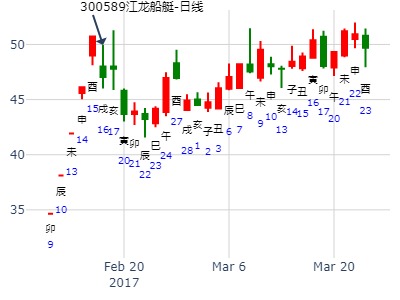 300589江龙船艇-日线
50
45
40
35
卯
9
辰
10
未
13
申
14
酉
15
戌
16
亥
17
寅
20
卯
21
辰
22
巳
23
午
24
酉
27
戌
28
亥
1
子
2
丑
3
辰
6
巳
7
午
8
未
9
申
10
亥
13
子
14
丑
15
寅
16
卯
17
午
20
未
21
申
22
酉
23
Feb 20
2017
Mar 6
Mar 20